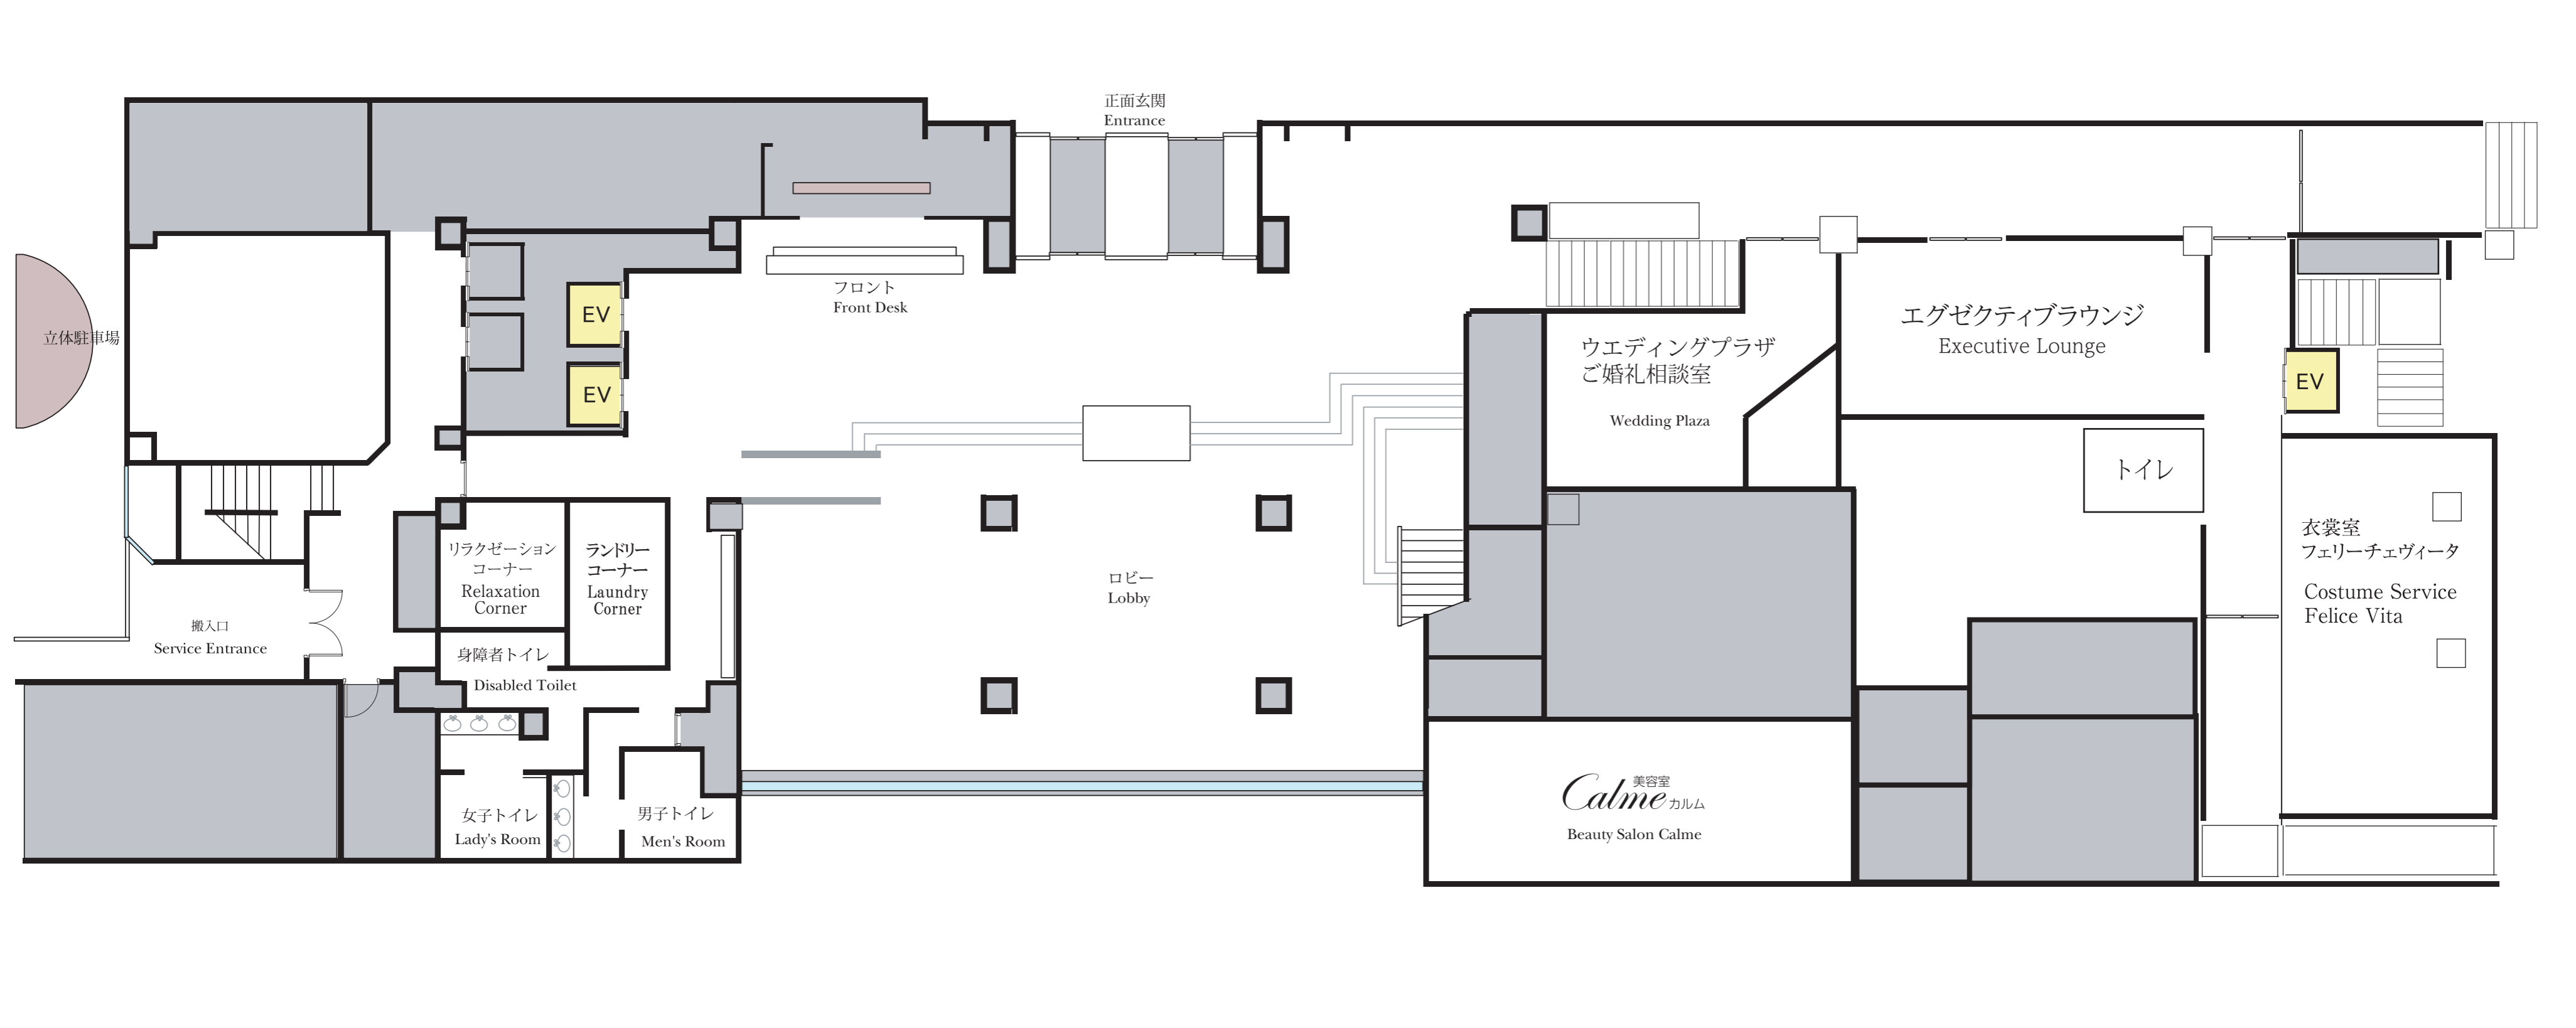 正面玄関
Entrance
立体駐車場
EV
EV
フロント
Front Desk
ウエディングプラザ
ご婚礼相談室
Wedding Plaza
エグゼクティブラウンジ
Executive Lounge
EV
トイレ
衣裳室
フェリーチェヴィータ
Costume Service
Felice Vita
リラクゼーション
コーナー
Relaxation
Corner
ランドリー
コーナー
Laundry
Corner
ロビー
Lobby
搬入口
Service Entrance
身障者トイレ
Disabled Toilet
女子トイレ
Lady's Room
男子トイレ
Men's Room
美容室
Calme カルム
Beauty Salon Calme